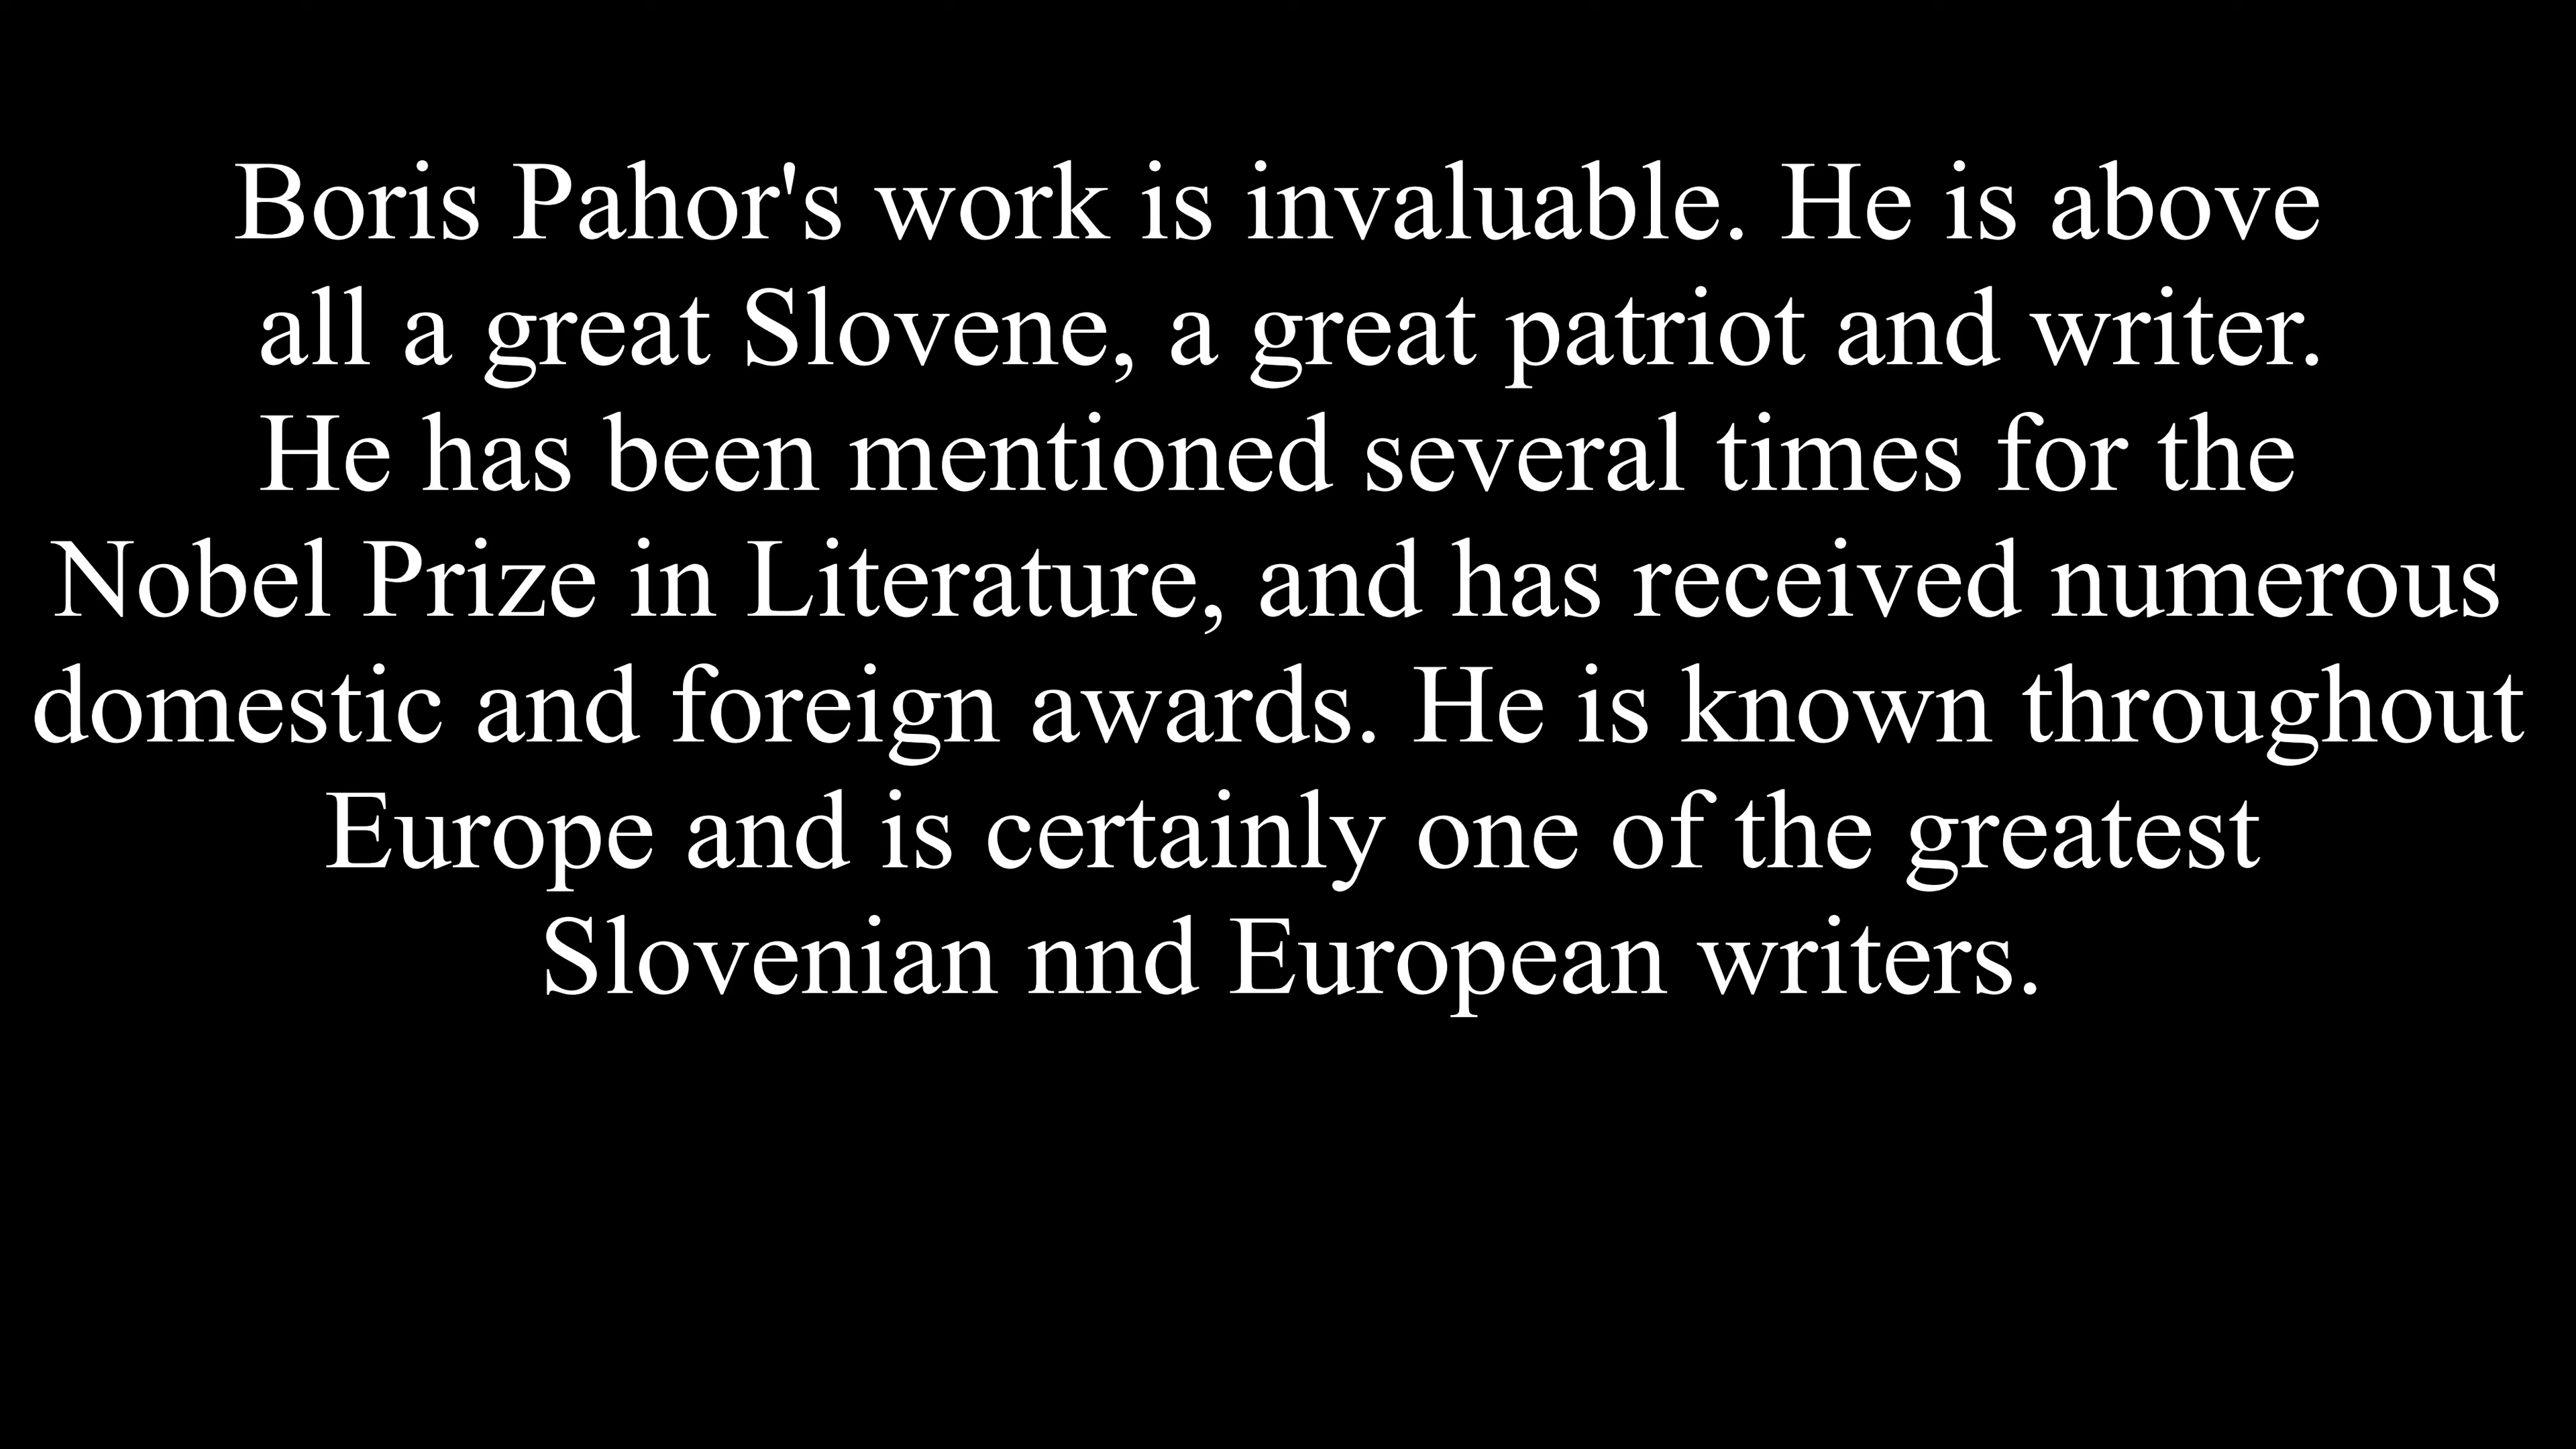 Boris Pahor's work is invaluable. He is above
all a great Slovene, a great patriot and writer.
He has been mentioned several times for the
Nobel Prize in Literature, and has received numerous
domestic and foreign awards. He is known throughout
Europe and is certainly one of the greatest
Slovenian nnd European writers.